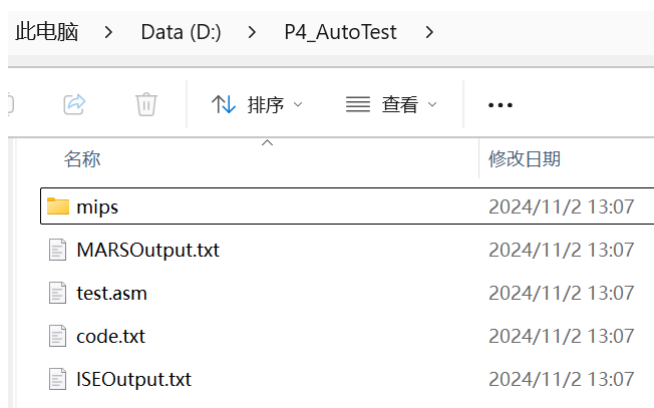 此电脑 > Data (D:) > P4_AutoTest >
排序 查看 •••
名称 修改日期
mips 2024/11/2 13:07
MARSOutput.txt 2024/11/2 13:07
test.asm 2024/11/2 13:07
code.txt 2024/11/2 13:07
ISEOutput.txt 2024/11/2 13:07